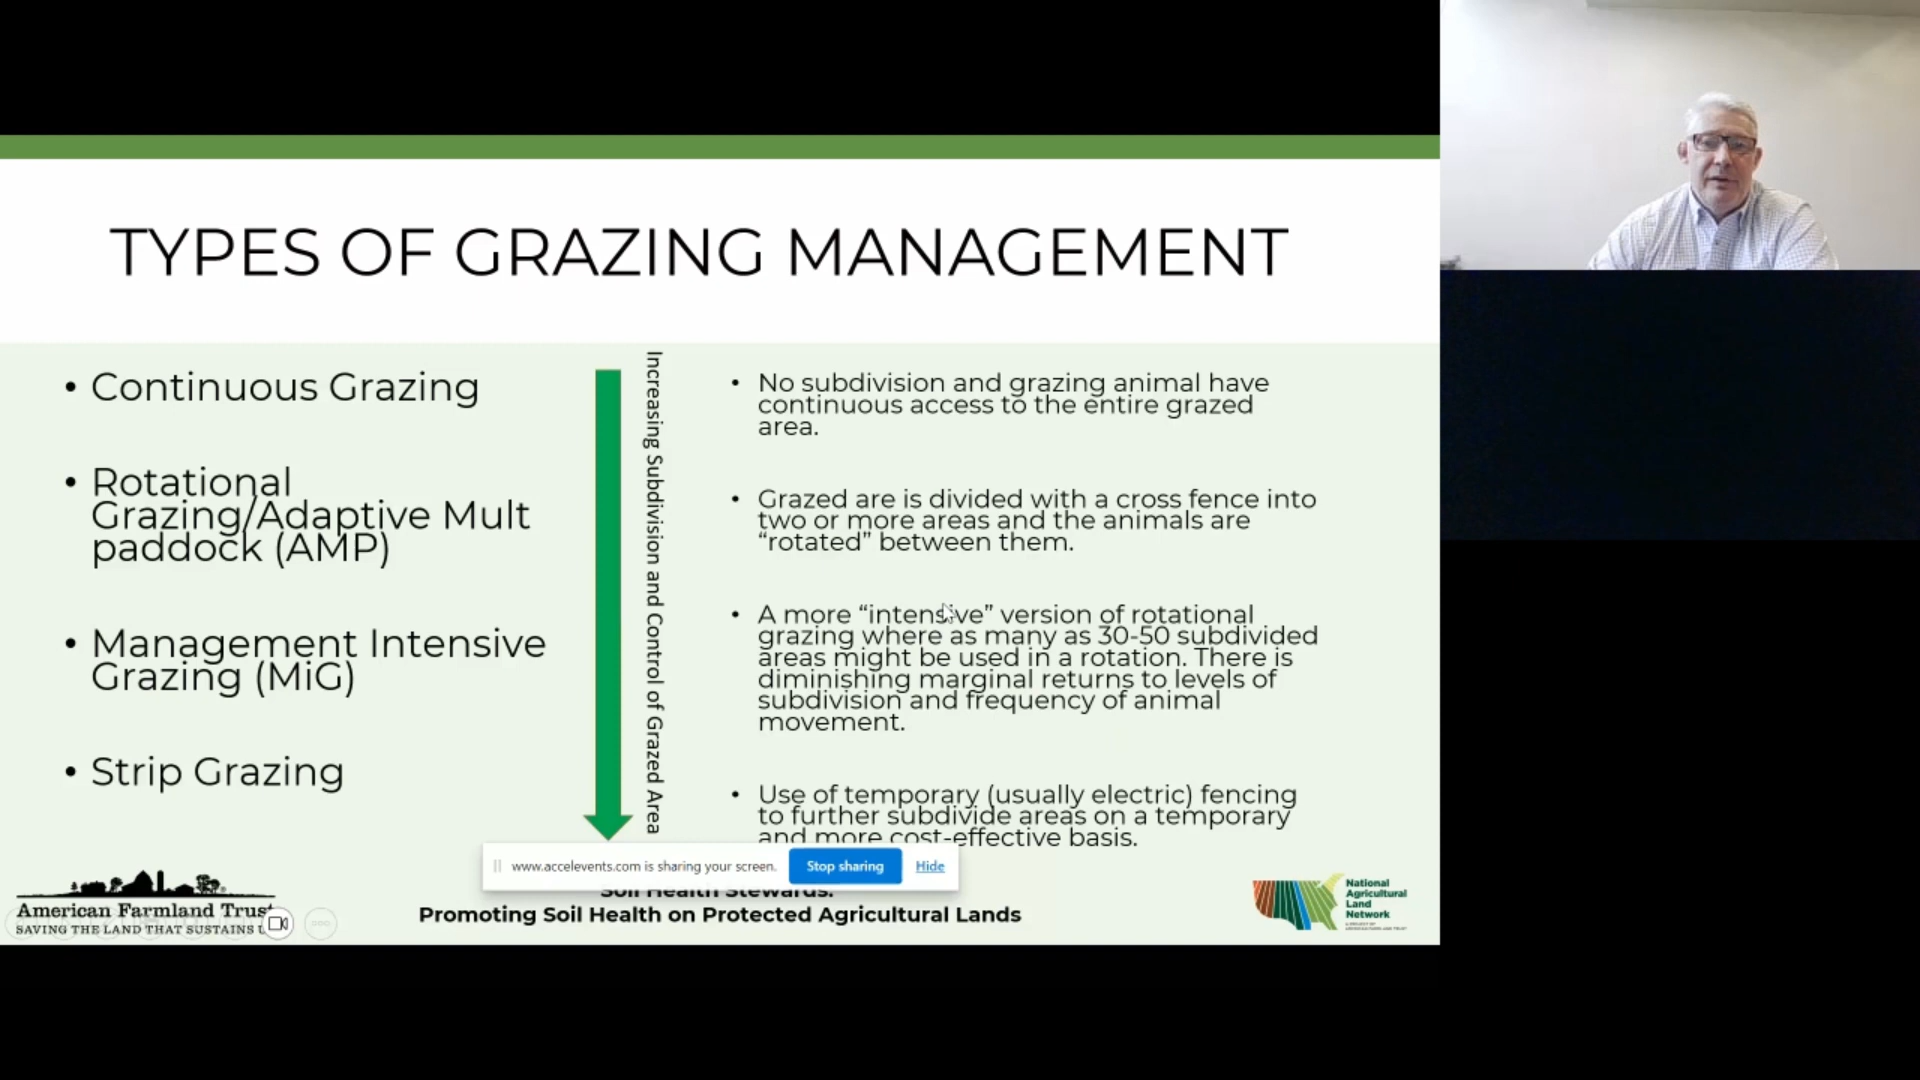 TYPES OF GRAZING MANAGEMENT
• Continuous Grazing
• Rotational
Grazing/Adaptive Mult
paddock (AMP)
• Management Intensive
Grazing (MiG)
• Strip Grazing
Increasing Subdivision and Control of Grazed Area
• No subdivision and grazing animal have
continuous access to the entire grazed
area.
• Grazed are is divided with a cross fence into
two or more areas and the animals are
“rotated” between them.
• A more “intensive” version of rotational
grazing where as many as 30-50 subdivided
areas might be used in a rotation. There is
diminishing marginal returns to levels of
subdivision and frequency of animal
movement.
• Use of temporary (usually electric) fencing
to further subdivide areas on a temporary
and more cost-effective basis.
www.accelevents.com is sharing your screen.
Stop sharing
Hide
Soil Health Stewards:
Promoting Soil Health on Protected Agricultural Lands
American Farmland Trust
SAVING THE LAND THAT SUSTAINS
National
Agricultural
Land
Network